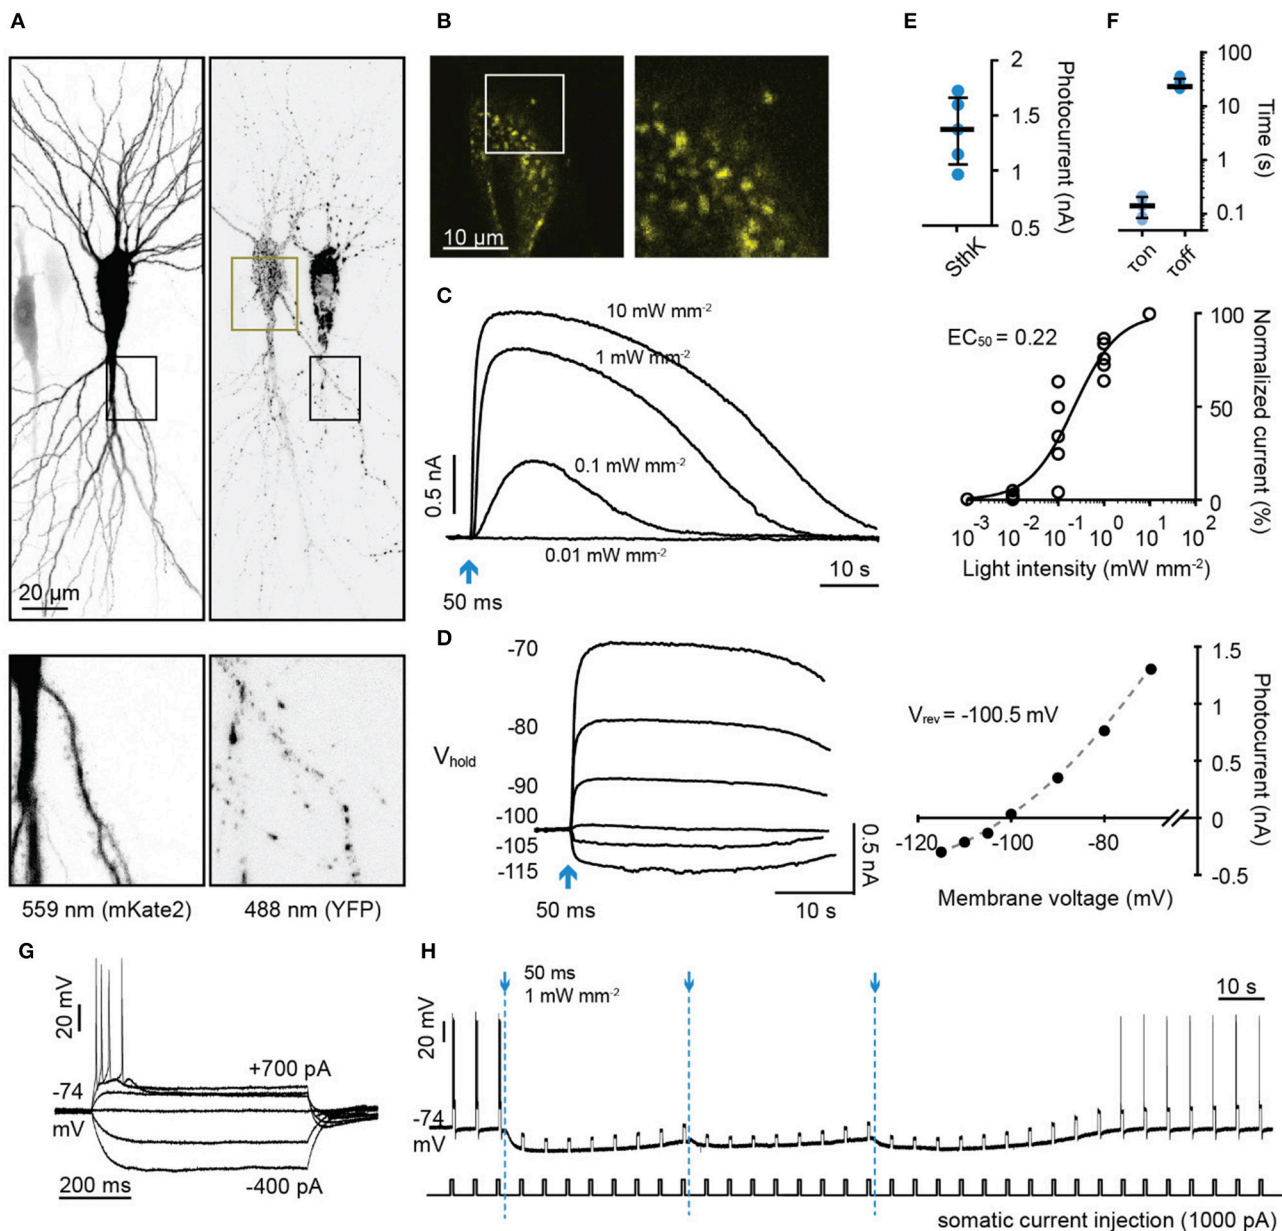 A
20 µm
559 nm (mKate2)
488 nm (YFP)
B
10 µm
C
10 mW mm-2
1 mW mm-2
0.1 mW mm-2
0.01 mW mm-2
0.5 nA
50 ms
10 s
D
-70
-80
Vhold
-90
-100
-105
-115
50 ms
10 s
0.5 nA
Vrev = -100.5 mV
1.5
1
0.5
0
-0.5
-120
-100
-80
Photocurrent (nA)
Membrane voltage (mV)
E
2
1.5
1
0.5
Photocurrent (nA)
SthK
F
100
10
1
0.1
Time (s)
τon
τoff
EC50 = 0.22
100
50
0
Normalized current (%)
10-3 10-2 10-1 100 101 102
Light intensity (mW mm-2)
G
20 mV
-74
mV
+700 pA
-400 pA
200 ms
H
50 ms
1 mW mm-2
10 s
20 mV
-74
mV
somatic current injection (1000 pA)